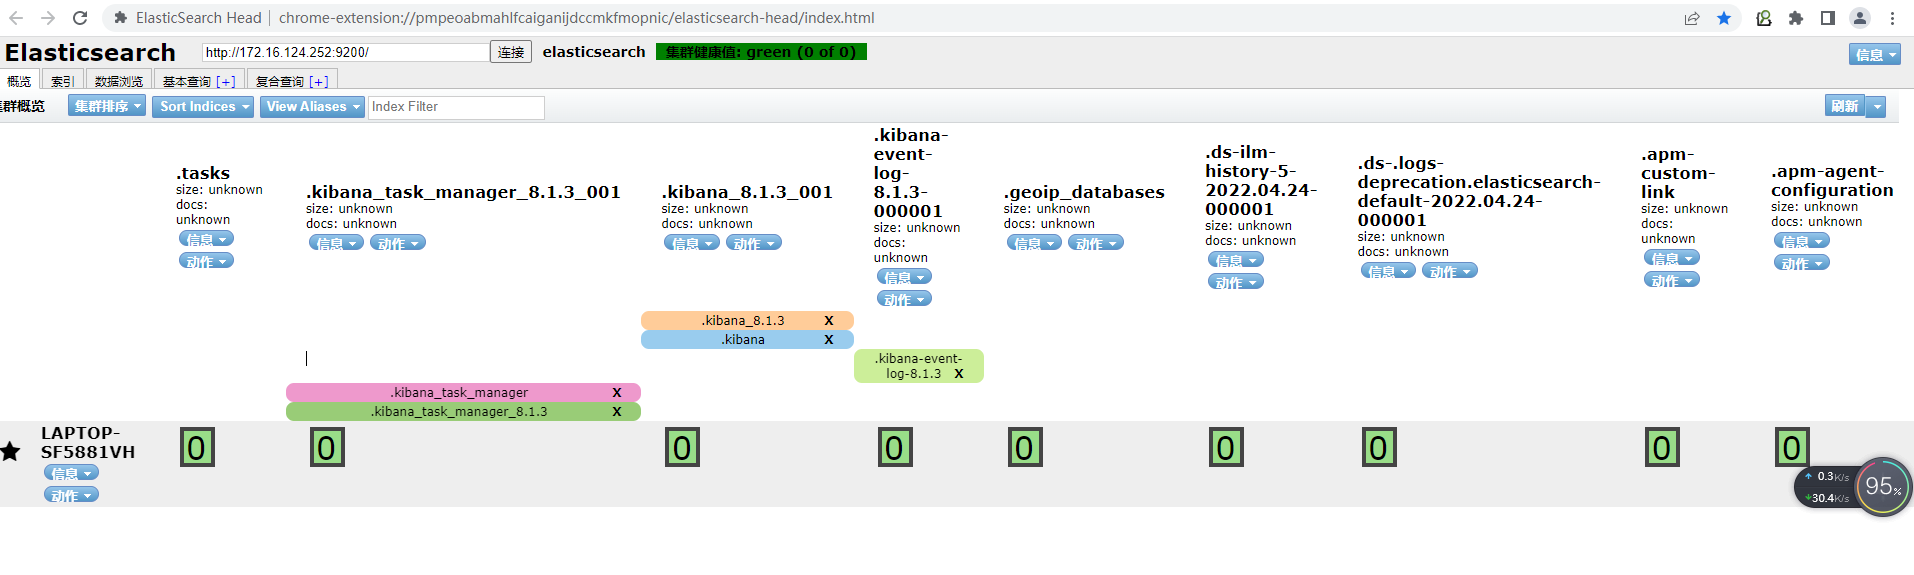 ElasticSearch Head | chrome-extension://pmpeoabmahlfcaiganijdccmkfmopnic/elasticsearch-head/index.html
Elasticsearch http://172.16.124.252:9200/ 连接 elasticsearch 集群健康值: green (0 of 0) 信息
概览 索引 数据浏览 基本查询 [+] 复合查询 [+]
集群概览 集群排序 Sort Indices View Aliases Index Filter 刷新
.tasks
size: unknown
docs:
unknown
信息
动作
.kibana_task_manager_8.1.3_001
size: unknown
docs: unknown
信息 动作
.kibana_8.1.3_001
size: unknown
docs: unknown
信息 动作
.kibana-
event-
log-
8.1.3-
000001
size: unknown
docs:
unknown
信息
动作
.geoip_databases
size: unknown
docs: unknown
信息 动作
.ds-ilm-
history-5-
2022.04.24-
000001
size: unknown
docs: unknown
信息
动作
.ds-.logs-
deprecation.elasticsearch-
default-2022.04.24-
000001
size: unknown
docs: unknown
信息 动作
.apm-
custom-
link
size: unknown
docs:
unknown
信息
动作
.apm-agent-
configuration
size: unknown
docs: unknown
信息
动作
.kibana_8.1.3 X
.kibana X
.kibana-event-
log-8.1.3 X
.kibana_task_manager X
.kibana_task_manager_8.1.3 X
LAPTOP-
SF5881VH
信息
动作
0 0 0 0 0 0 0 0 0
0.3K/s
30.4K/s
95%